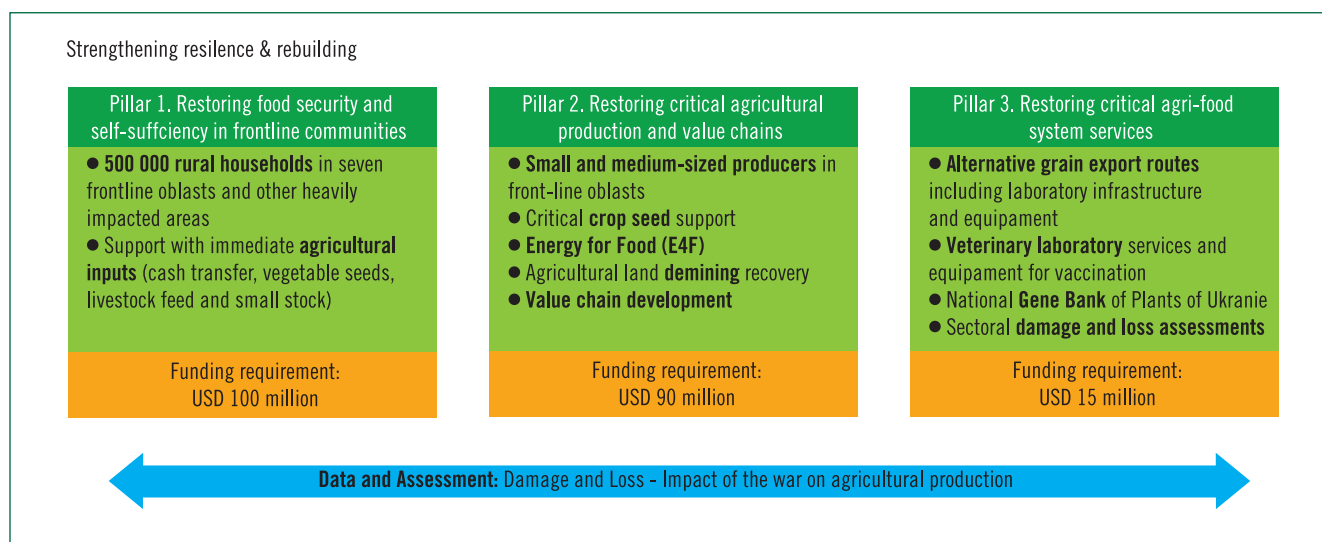 Strengthening resilence & rebuilding
Pillar 1. Restoring food security and
self-suffciency in frontline communities
● 500 000 rural households in seven
frontline oblasts and other heavily
impacted areas
● Support with immediate agricultural
inputs (cash transfer, vegetable seeds,
livestock feed and small stock)
Funding requirement:
USD 100 million
Pillar 2. Restoring critical agricultural
production and value chains
● Small and medium-sized producers in
front-line oblasts
● Critical crop seed support
● Energy for Food (E4F)
● Agricultural land demining recovery
● Value chain development
Funding requirement:
USD 90 million
Pillar 3. Restoring critical agri-food
system services
● Alternative grain export routes
including laboratory infrastructure
and equipament
● Veterinary laboratory services and
equipament for vaccination
● National Gene Bank of Plants of Ukranie
● Sectoral damage and loss assessments
Funding requirement:
USD 15 million
Data and Assessment: Damage and Loss - Impact of the war on agricultural production